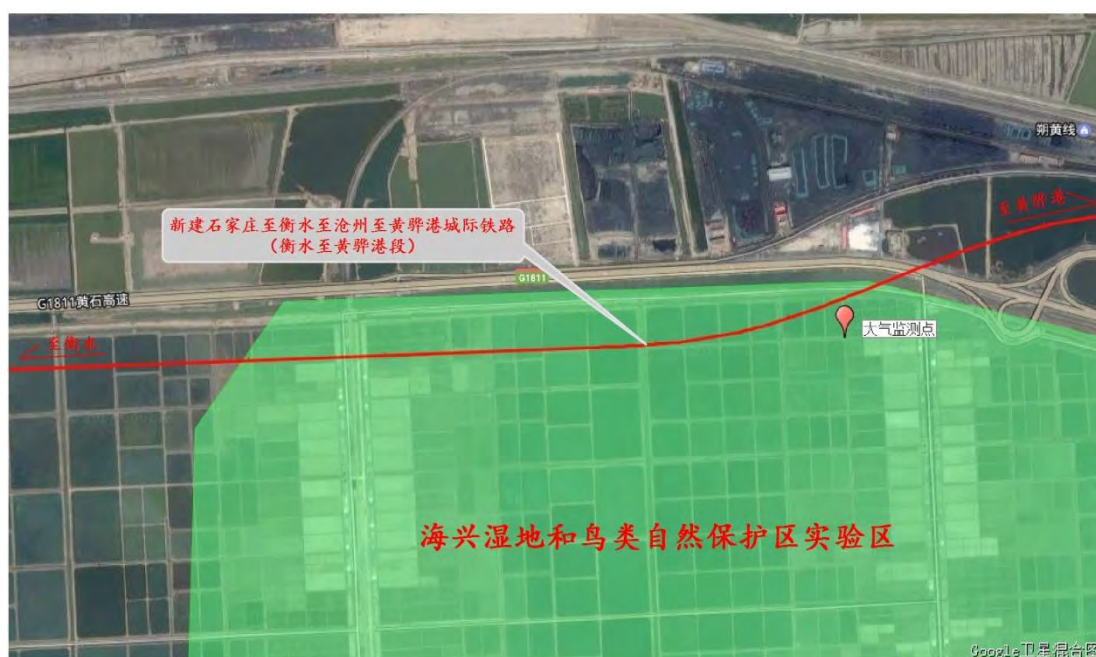 朔黄线
至黄骅港
新建石家庄至衡水至沧州至黄骅港城际铁路
（衡水至黄骅港段）
G1811
G1811黄石高速
大气监测点
至衡水
海兴湿地和鸟类自然保护区实验区
Google卫星混合图